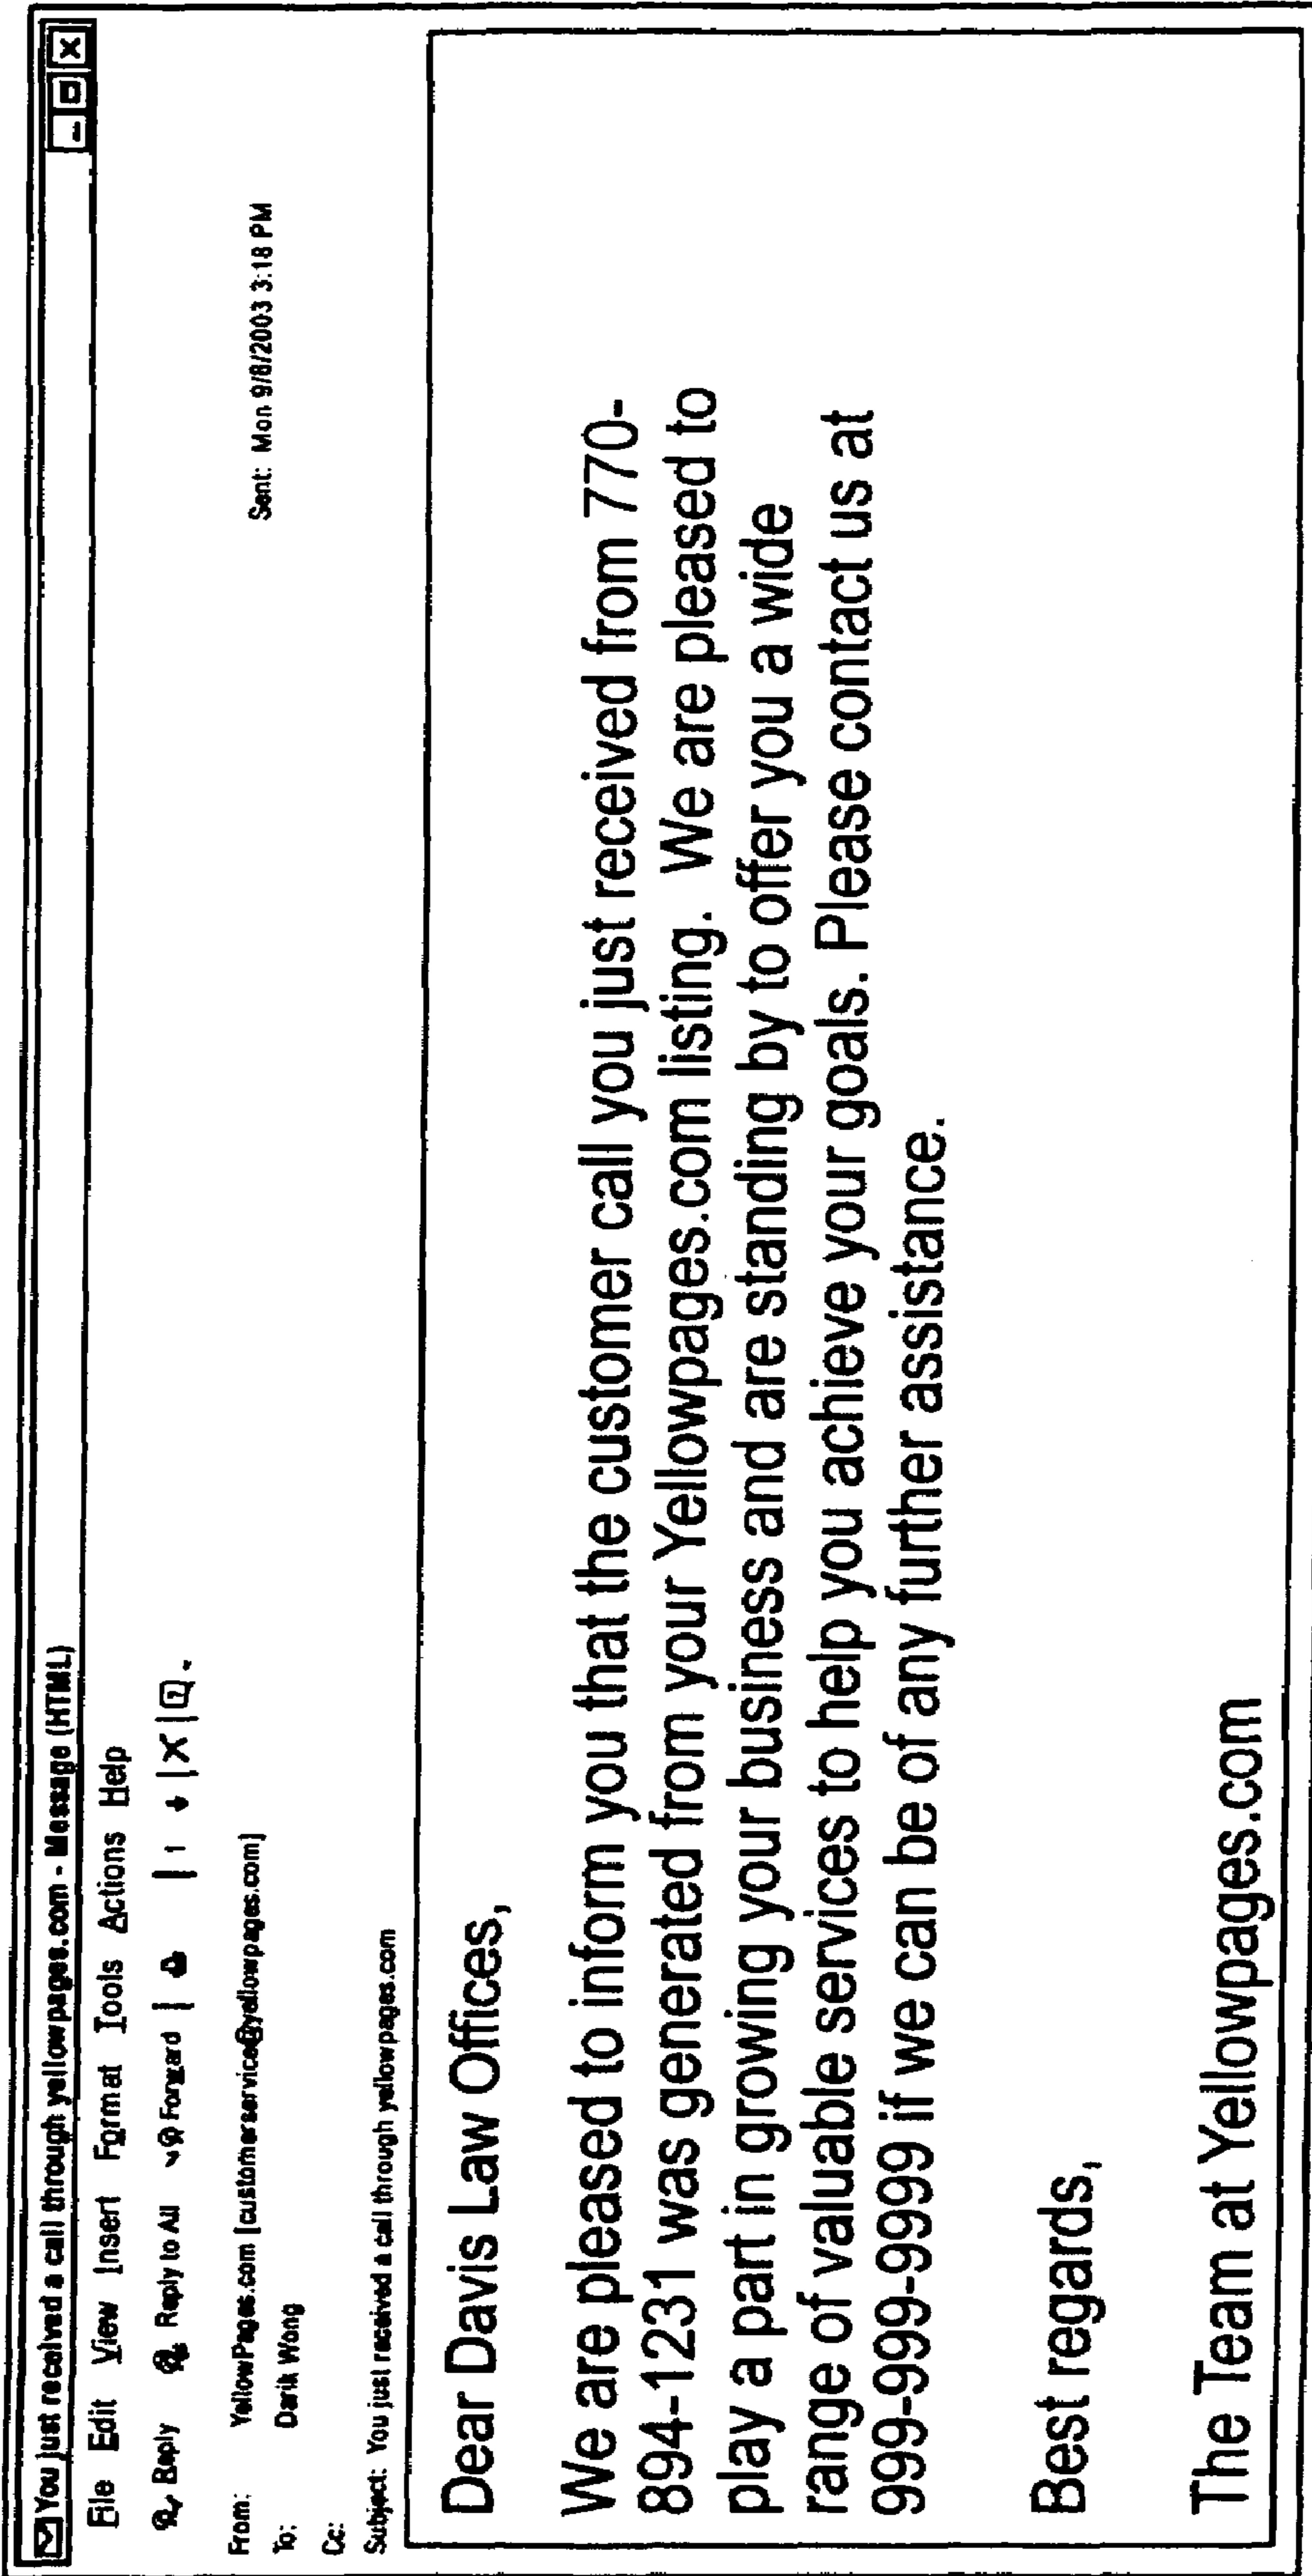 You just received a call through yellowpages.com - Message (HTML)
File Edit View Insert Format Tools Actions Help
Reply Reply to All Forward
Sent: Mon 9/8/2003 3:18 PM
From: YellowPages.com [customerservice@yellowpages.com]
To: Darik Wong
Cc:
Subject: You just received a call through yellowpages.com
Dear Davis Law Offices,
We are pleased to inform you that the customer call you just received from 770-
894-1231 was generated from your Yellowpages.com listing. We are pleased to
play a part in growing your business and are standing by to offer you a wide
range of valuable services to help you achieve your goals. Please contact us at
999-999-9999 if we can be of any further assistance.
Best regards,
The Team at Yellowpages.com